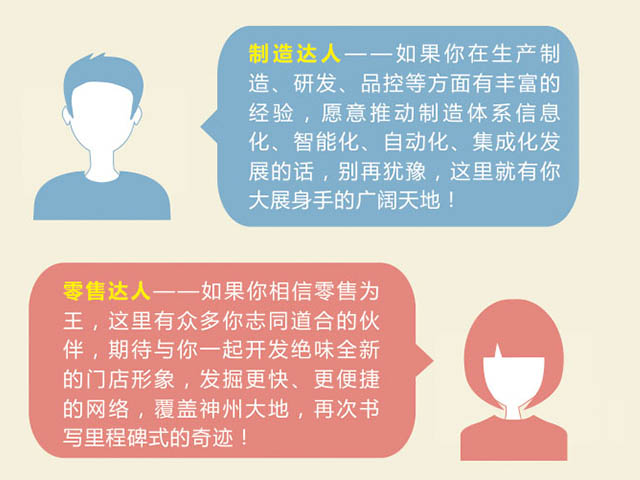 制造达人——如果你在生产制
造、研发、品控等方面有丰富的
经验，愿意推动制造体系信息
化、智能化、自动化、集成化发
展的话，别再犹豫，这里就有你
大展身手的广阔天地！
零售达人——如果你相信零售为
王，这里有众多你志同道合的伙
伴，期待与你一起开发绝味全新
的门店形象，发掘更快、更便捷
的网络，覆盖神州大地，再次书
写里程碑式的奇迹！